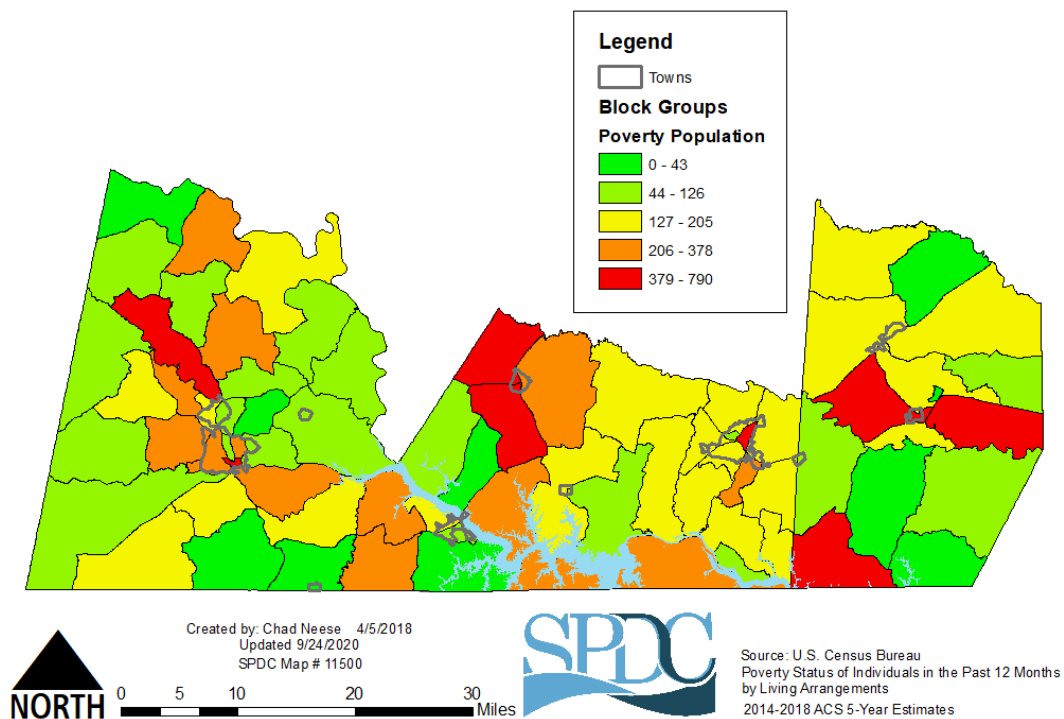 Legend
Towns
Block Groups
Poverty Population
0 - 43
44 - 126
127 - 205
206 - 378
379 - 790
Created by: Chad Neese 4/5/2018
Updated 9/24/2020
SPDC Map # 11500
NORTH
0 5 10 20 30
Miles
SPDC
Source: U.S. Census Bureau
Poverty Status of Individuals in the Past 12 Months
by Living Arrangements
2014-2018 ACS 5-Year Estimates